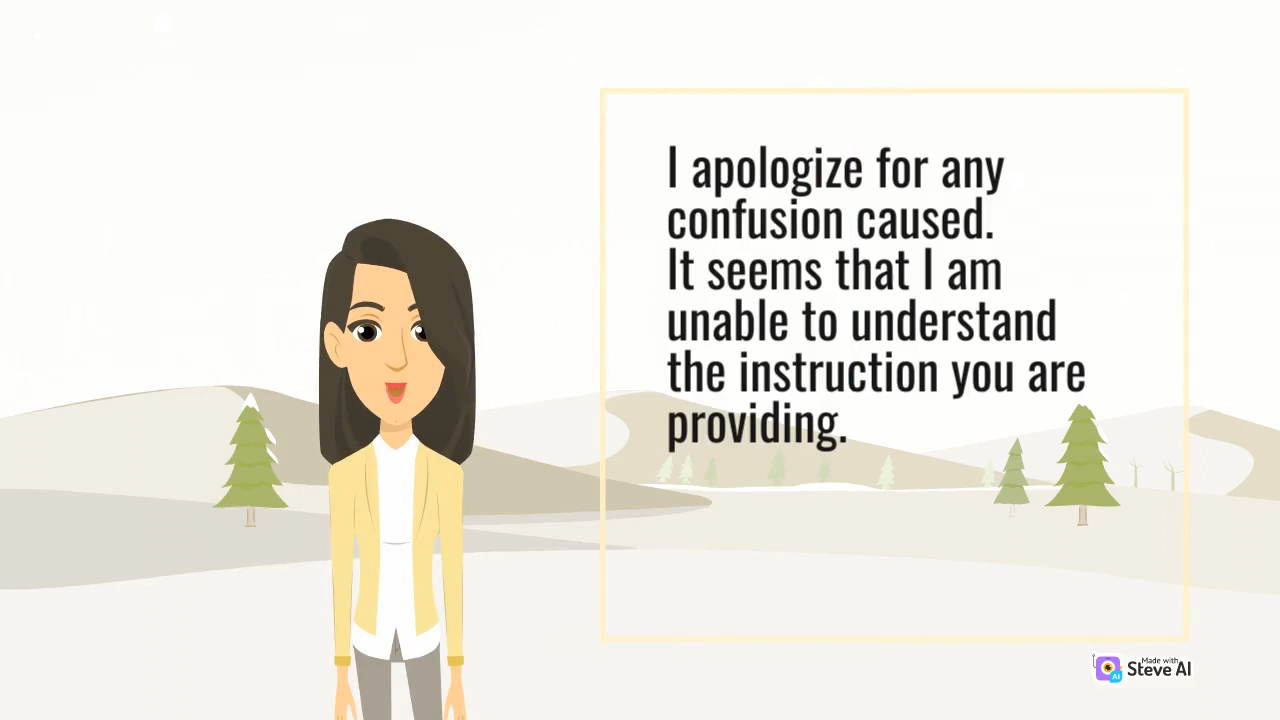 I apologize for any
confusion caused.
It seems that I am
unable to understand
the instruction you are
providing.
Made with
Steve AI
AI